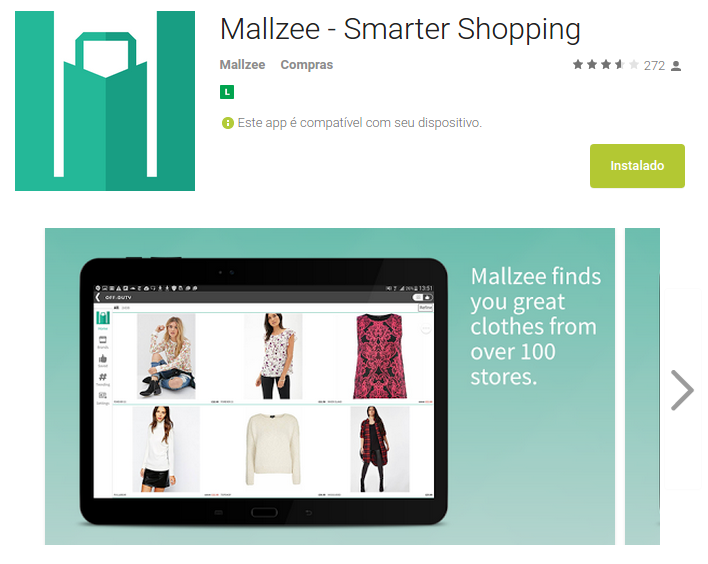 Mallzee - Smarter Shopping
Mallzee Compras
272
L
Este app é compatível com seu dispositivo.
Instalado
13:51
OFF-DUTY
Refine
Home
Brands
Saved
Trending
Settings
Mallzee finds
you great
clothes from
over 100
stores.